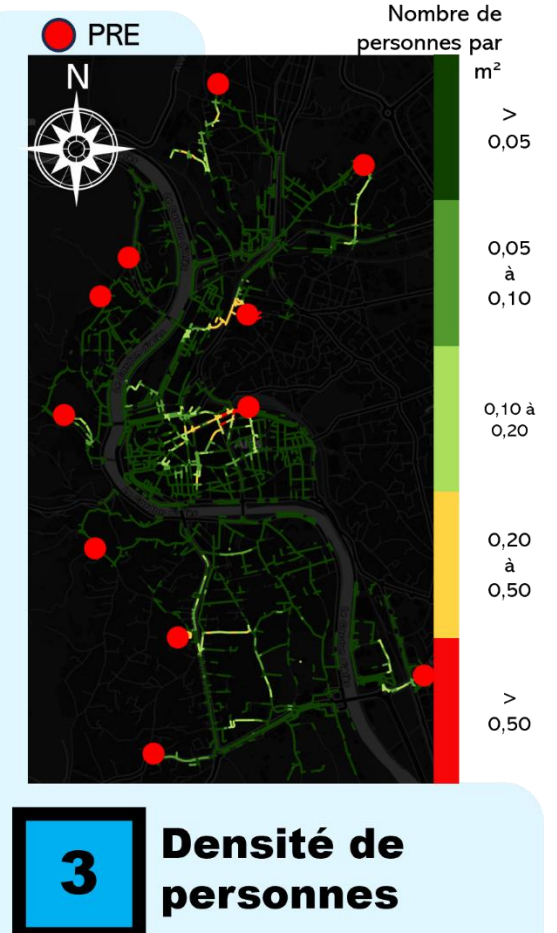 PRE
Nombre de
personnes par
m²
N
>
0,05
0,05
à
0,10
0,10 à
0,20
0,20
à
0,50
>
0,50
3
Densité de
personnes